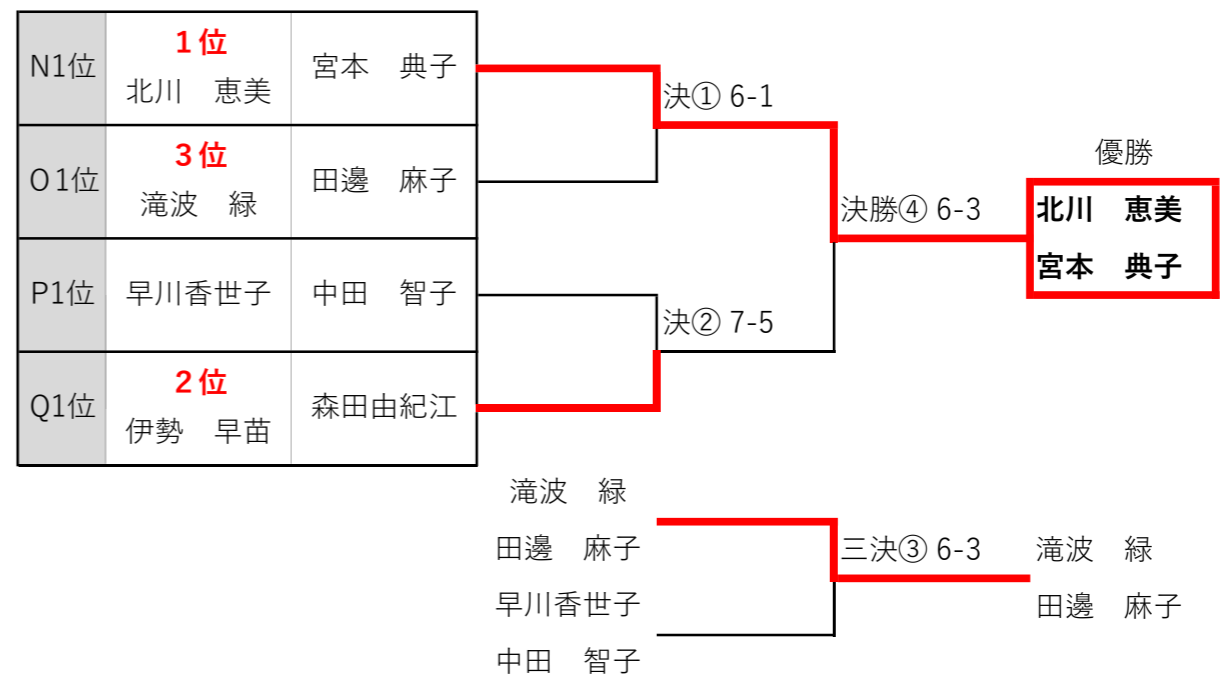 N1位 1位 北川　恵美 宮本　典子
決① 6-1
O1位 3位 滝波　緑 田邊　麻子
優勝
決勝④ 6-3
北川　恵美
宮本　典子
P1位 早川香世子 中田　智子
決② 7-5
Q1位 2位 伊勢　早苗 森田由紀江
滝波　緑
田邊　麻子
三決③ 6-3
滝波　緑
早川香世子
田邊　麻子
中田　智子